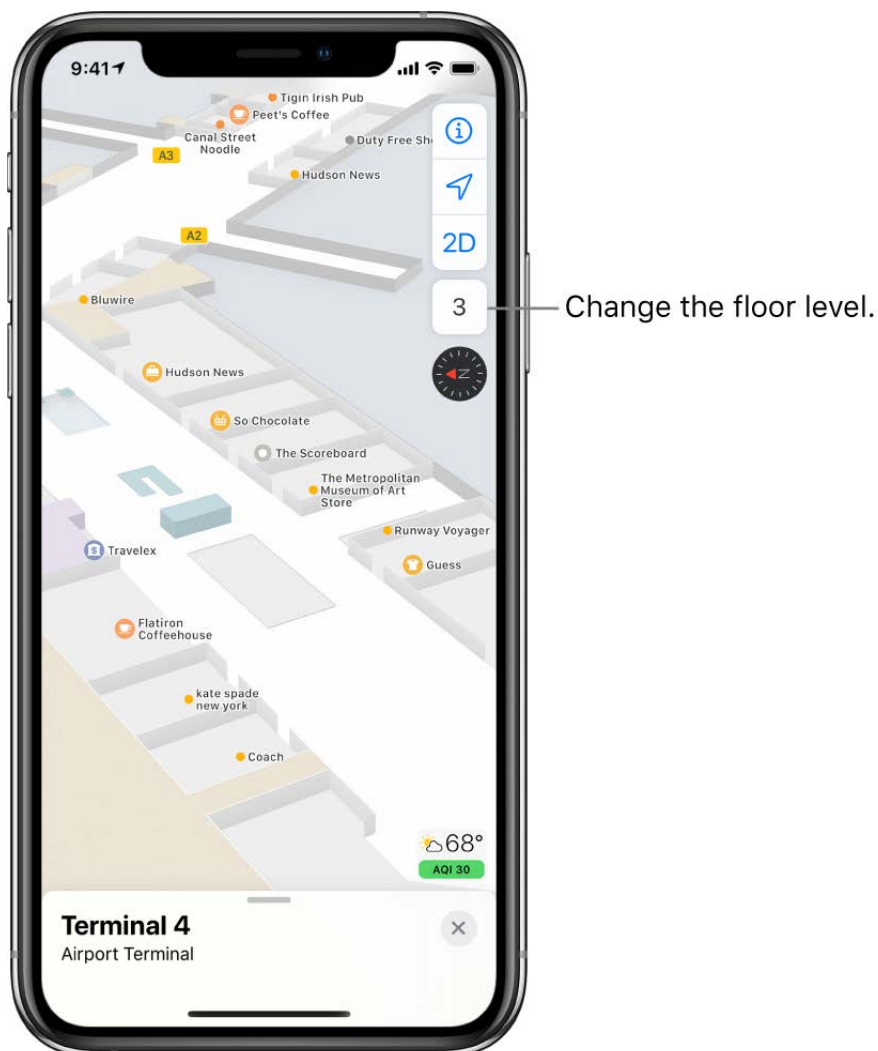 9:41
Tigin Irish Pub
Peet's Coffee
Canal Street
Noodle
Duty Free Sh
A3
Hudson News
2D
A2
Bluwire
3
Change the floor level.
N
Hudson News
So Chocolate
The Scoreboard
The Metropolitan
Museum of Art
Store
Runway Voyager
$ Travelex
Guess
Flatiron
Coffeehouse
kate spade
new york
Coach
68°
AQI 30
Terminal 4
Airport Terminal